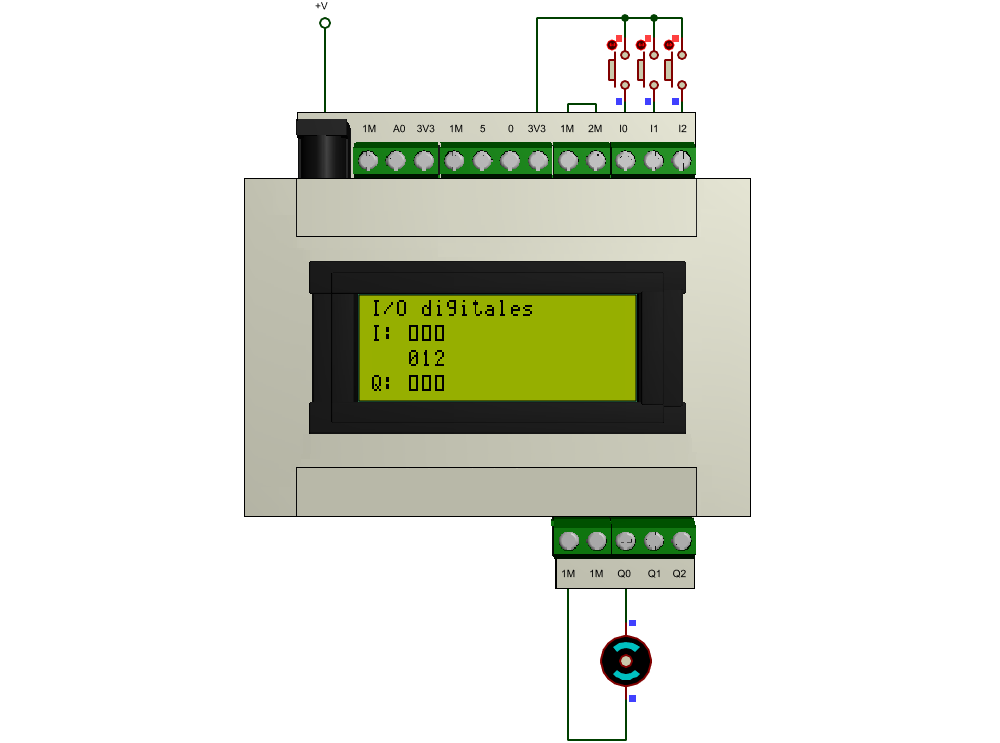 +V
1M A0 3V3 1M 5 0 3V3 1M 2M I0 I1 I2
I/O digitales
I: 000
012
Q: 000
1M 1M Q0 Q1 Q2